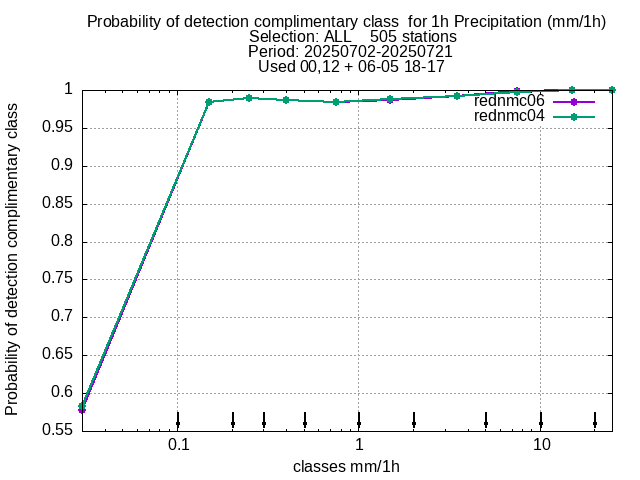 Probability of detection complimentary class  for 1h Precipitation (mm/1h)
Selection: ALL    505 stations
Period: 20250702-20250721
Used 00,12 + 06-05 18-17
Probability of detection complimentary class
1
0.95
0.9
0.85
0.8
0.75
0.7
0.65
0.6
0.55
rednmc06
rednmc04
0.1
1
10
classes mm/1h